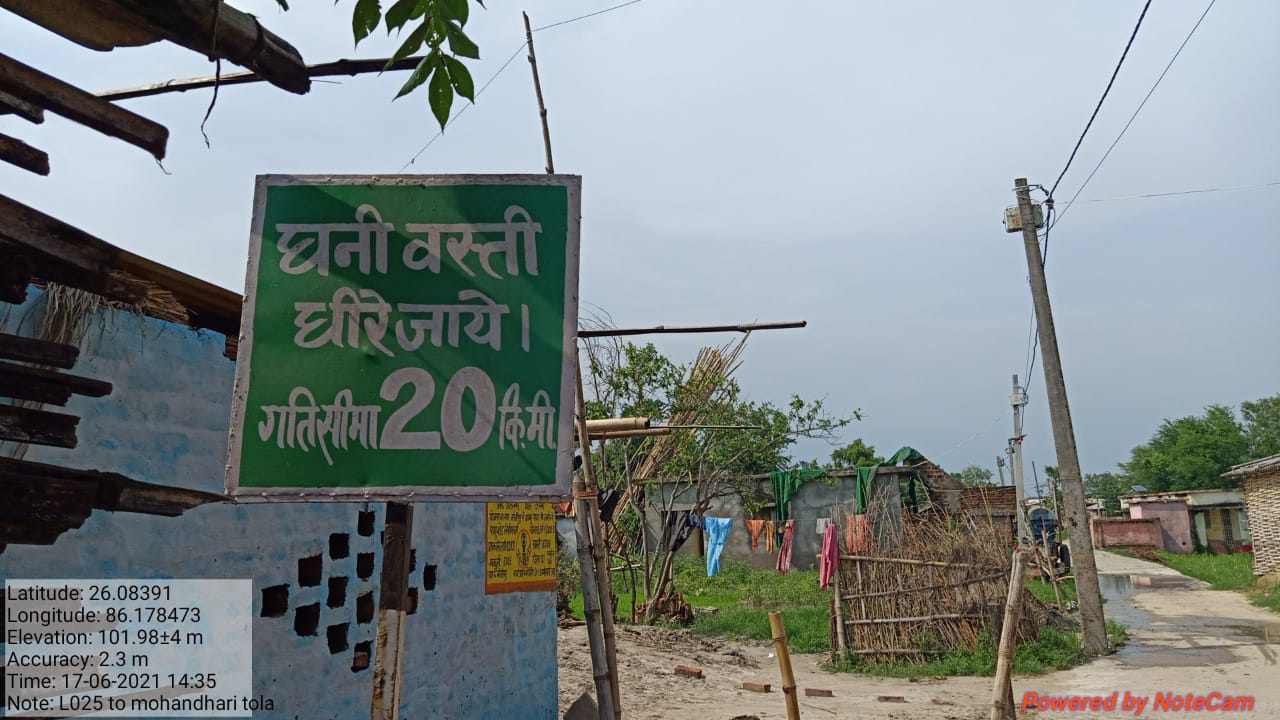 घनी वस्ती
धीरे जाये।
गति सीमा 20 कि.मी.
Latitude: 26.08391
Longitude: 86.178473
Elevation: 101.98±4 m
Accuracy: 2.3 m
Time: 17-06-2021 14:35
Note: L025 to mohandhari tola
Powered by NoteCam